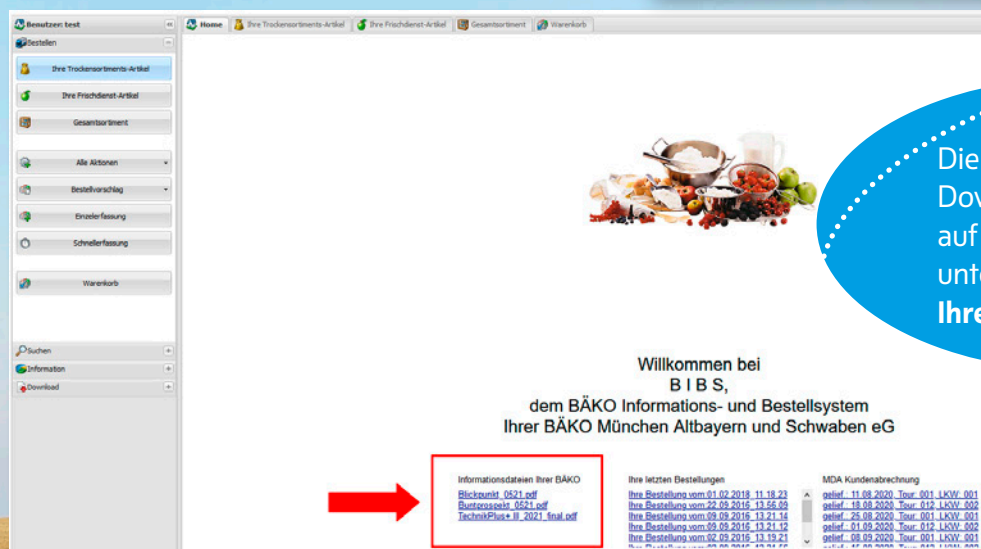 Benutzer: test
Home
Ihre Trockensortiments-Artikel
Ihre Frischdienst-Artikel
Gesamtsortiment
Warenkorb
Bestellen
Ihre Trockensortiments-Artikel
Ihre Frischdienst-Artikel
Gesamtsortiment
Alle Aktionen
Bestellvorschlag
Einzelerfassung
Schnellerfassung
Warenkorb
Suchen
Information
Download
Die
auf
unte
Ihre
Willkommen bei
B I B S,
dem BÄKO Informations- und Bestellsystem
Ihrer BÄKO München Altbayern und Schwaben eG
Informationsdateien Ihrer BÄKO
Blickpunkt_0521.pdf
Buntprospekt_0521.pdf
TechnikPlus+ III_2021_final.pdf
Ihre letzten Bestellungen
Ihre Bestellung vom:01.02.2018_11.18.23
Ihre Bestellung vom:22.09.2016_13.56.09
Ihre Bestellung vom:09.09.2016_13.21.14
Ihre Bestellung vom:09.09.2016_13.21.12
Ihre Bestellung vom:02.09.2016_13.19.21
MDA Kundenabrechnung
gelief.: 11.08.2020, Tour: 001, LKW: 001
gelief.: 18.08.2020, Tour: 012, LKW: 002
gelief.: 25.08.2020, Tour: 001, LKW: 001
gelief.: 01.09.2020, Tour: 012, LKW: 002
gelief.: 08.09.2020, Tour: 001, LKW: 001